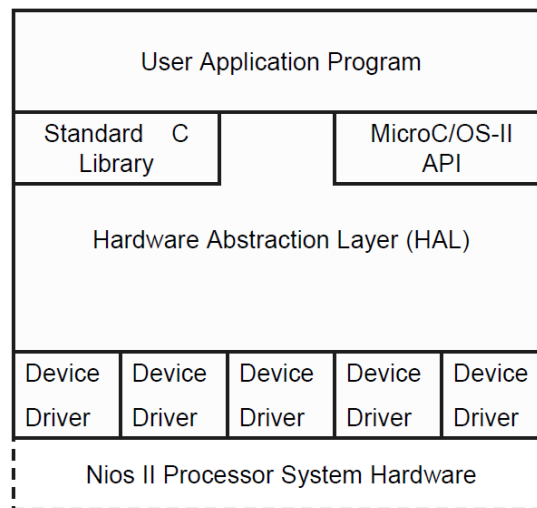 User Application Program
Standard C
Library
MicroC/OS-II
API
Hardware Abstraction Layer (HAL)
Device
Driver
Device
Driver
Device
Driver
Device
Driver
Device
Driver
Nios II Processor System Hardware